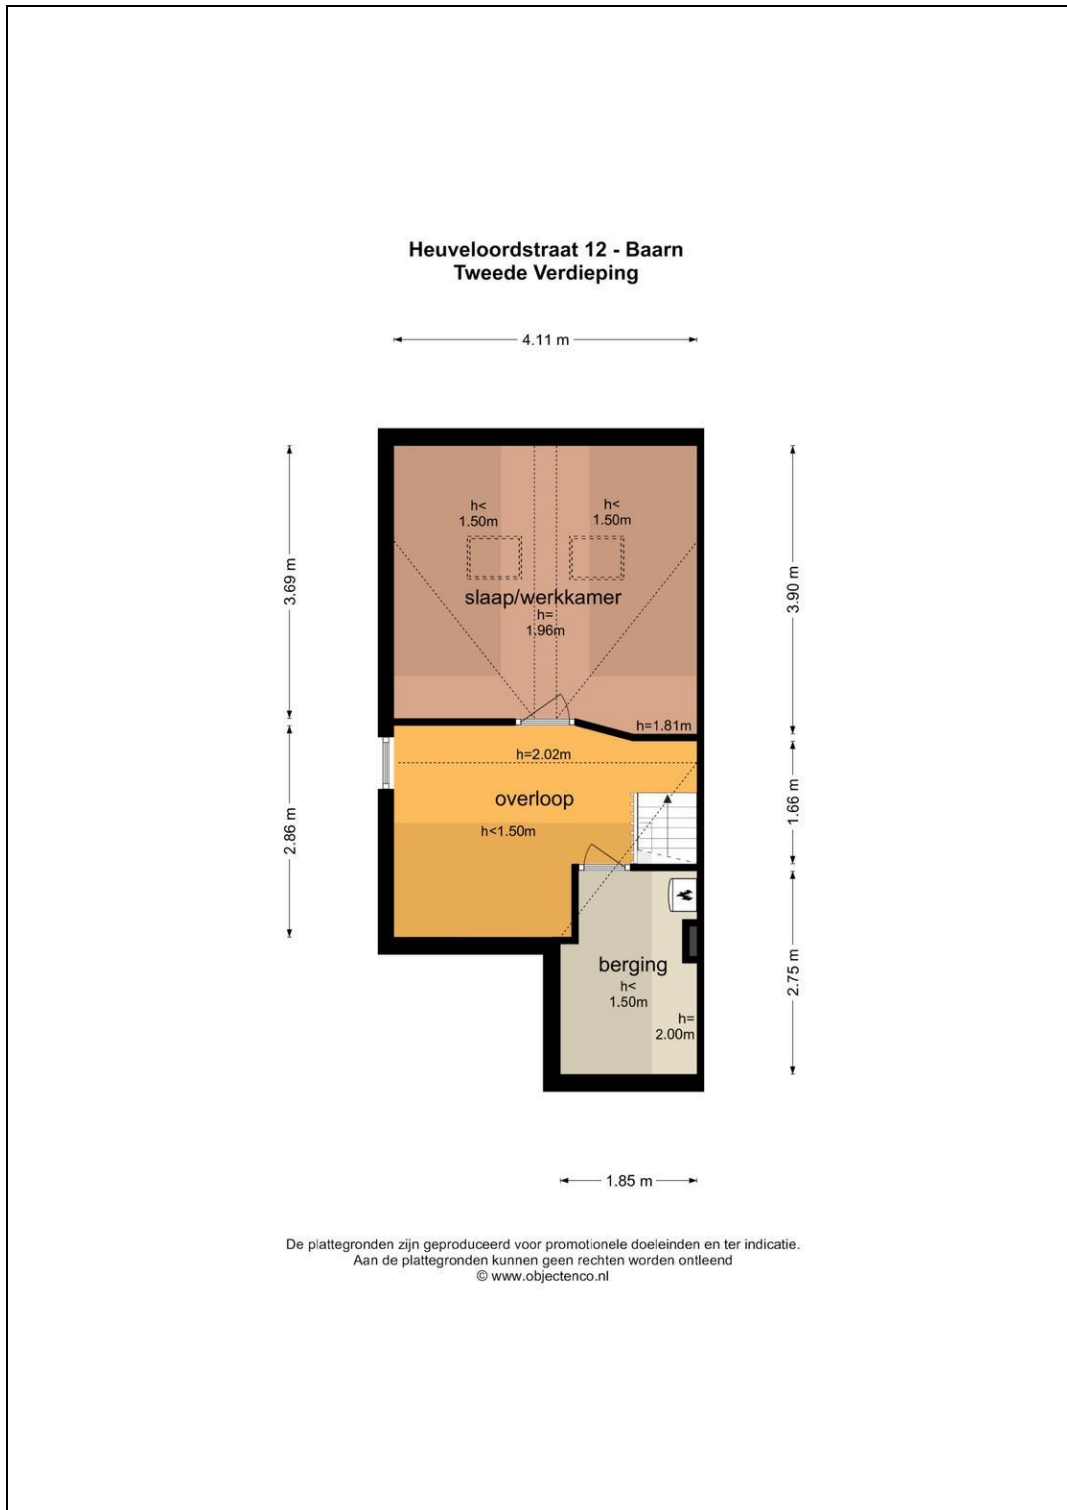 Heuveloordstraat 12 - Baarn
Tweede Verdieping
4.11 m
h<
1.50m
h<
1.50m
3.69 m
3.90 m
slaap/werkkamer
h=
1.96m
h=1.81m
h=2.02m
overloop
h<1.50m
2.86 m
1.66 m
berging
h<
1.50m
h=
2.00m
2.75 m
1.85 m
De plattegronden zijn geproduceerd voor promotionele doeleinden en ter indicatie.
Aan de plattegronden kunnen geen rechten worden ontleend
© www.objectenco.nl